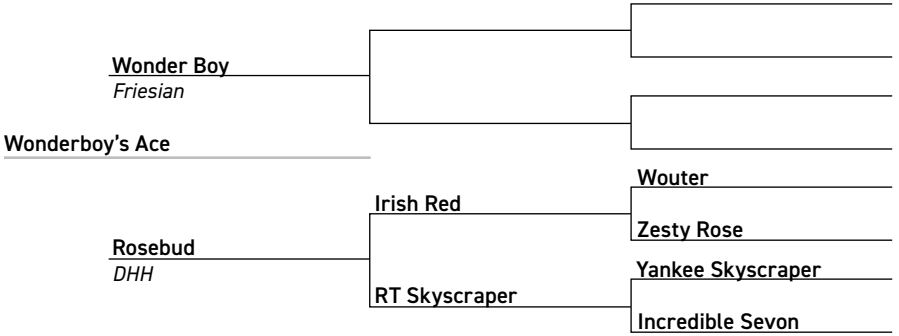 Wonder Boy
Friesian
Wonderboy's Ace
Wouter
Irish Red
Zesty Rose
Rosebud
DHH
Yankee Skyscraper
RT Skyscraper
Incredible Sevon